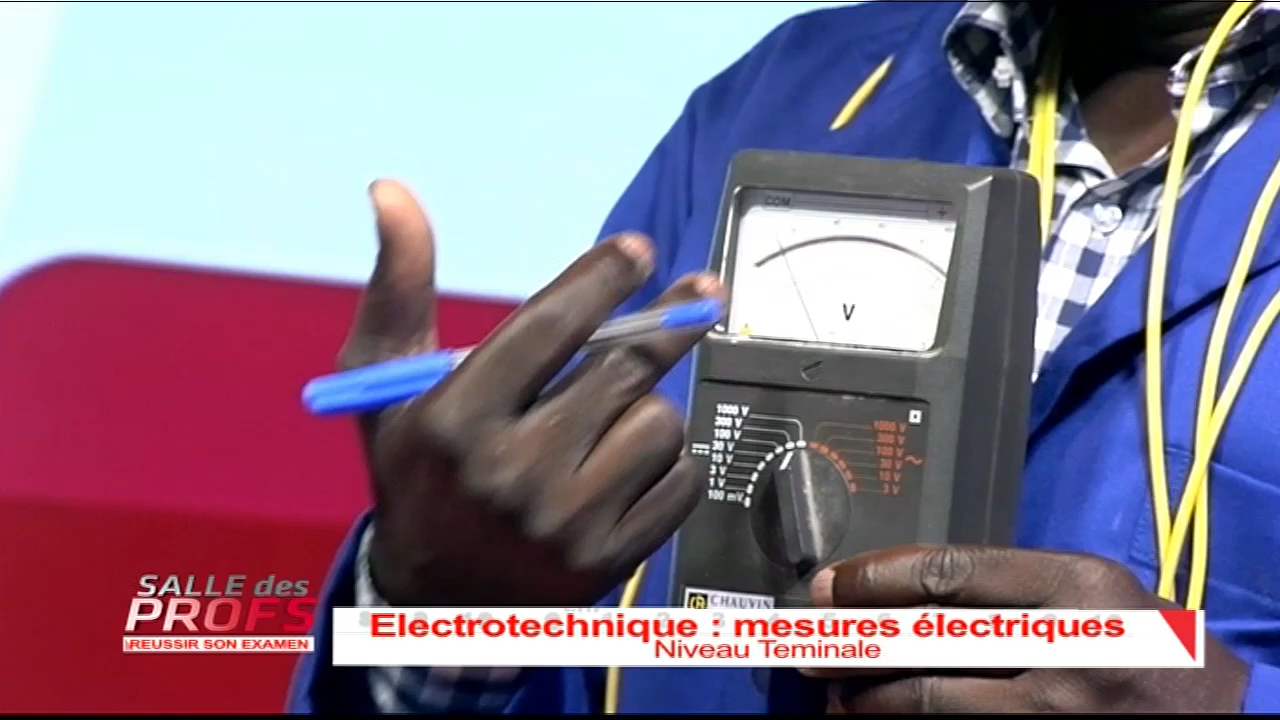 COM
+
V
1000 V
300 V
100 V
30 V
10 V
3 V
1 V
100 mV
1000 V
300 V
100 V
30 V
10 V
3 V
CHAUVIN
SALLE des
PROFS
REUSSIR SON EXAMEN
Electrotechnique : mesures électriques
Niveau Teminale